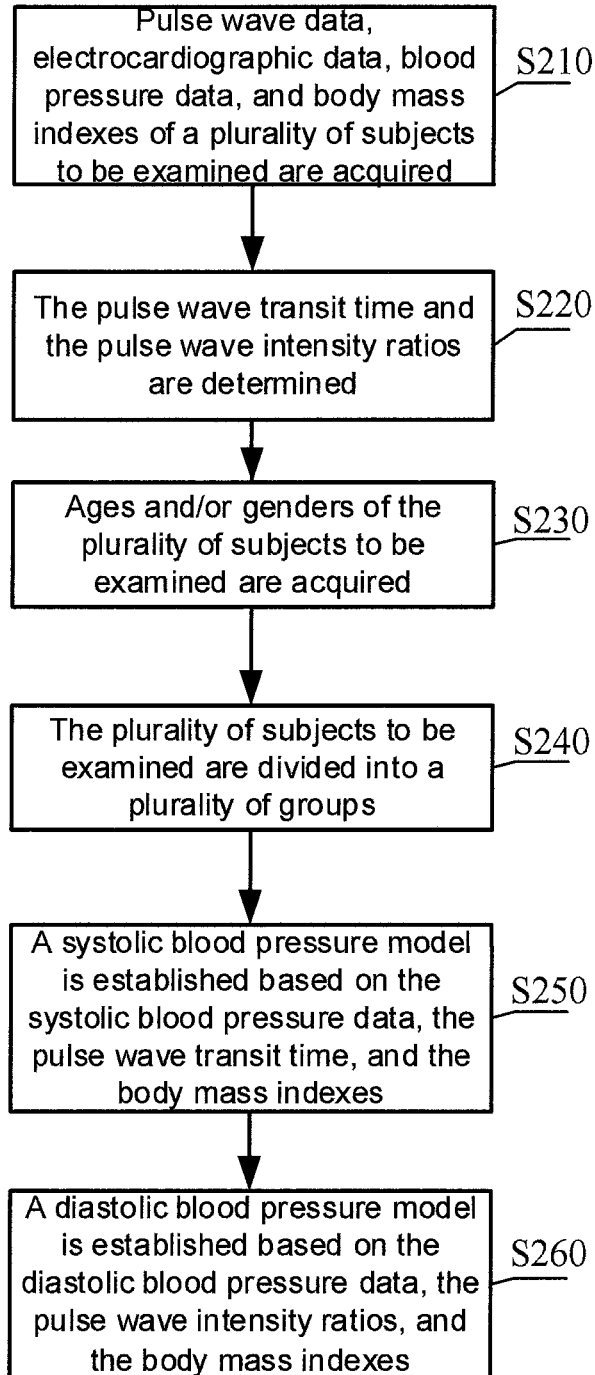 Pulse wave data,
electrocardiographic data, blood
pressure data, and body mass
indexes of a plurality of subjects
to be examined are acquired
S210
The pulse wave transit time and
the pulse wave intensity ratios
are determined
S220
Ages and/or genders of the
plurality of subjects to be
examined are acquired
S230
The plurality of subjects to be
examined are divided into a
plurality of groups
S240
A systolic blood pressure model
is established based on the
systolic blood pressure data, the
pulse wave transit time, and the
body mass indexes
S250
A diastolic blood pressure model
is established based on the
diastolic blood pressure data, the
pulse wave intensity ratios, and
the body mass indexes
S260